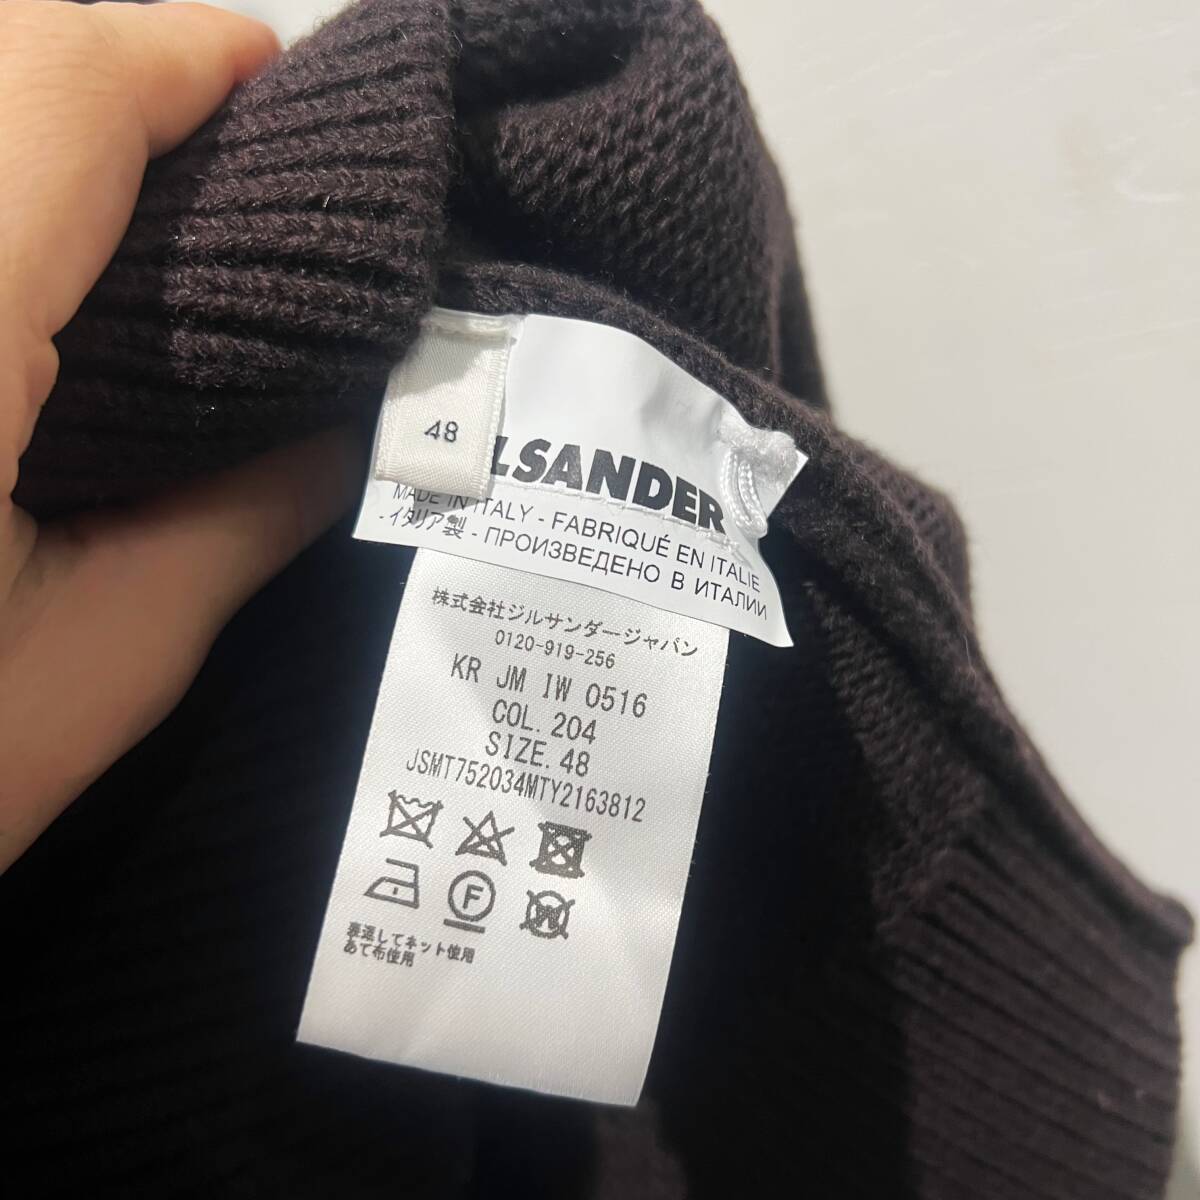 48
LSANDER
MADE IN ITALY - FABRIQUÉ EN ITALIE
- イタリア製 - ПРОИЗВЕДЕНО В ИТАЛИИ
株式会社ジルサンダージャパン
0120-919-256
KR JM IW 0516
COL. 204
SIZE. 48
JSMT752034MTY2163812
F
W
裏返してネット使用
あて布使用